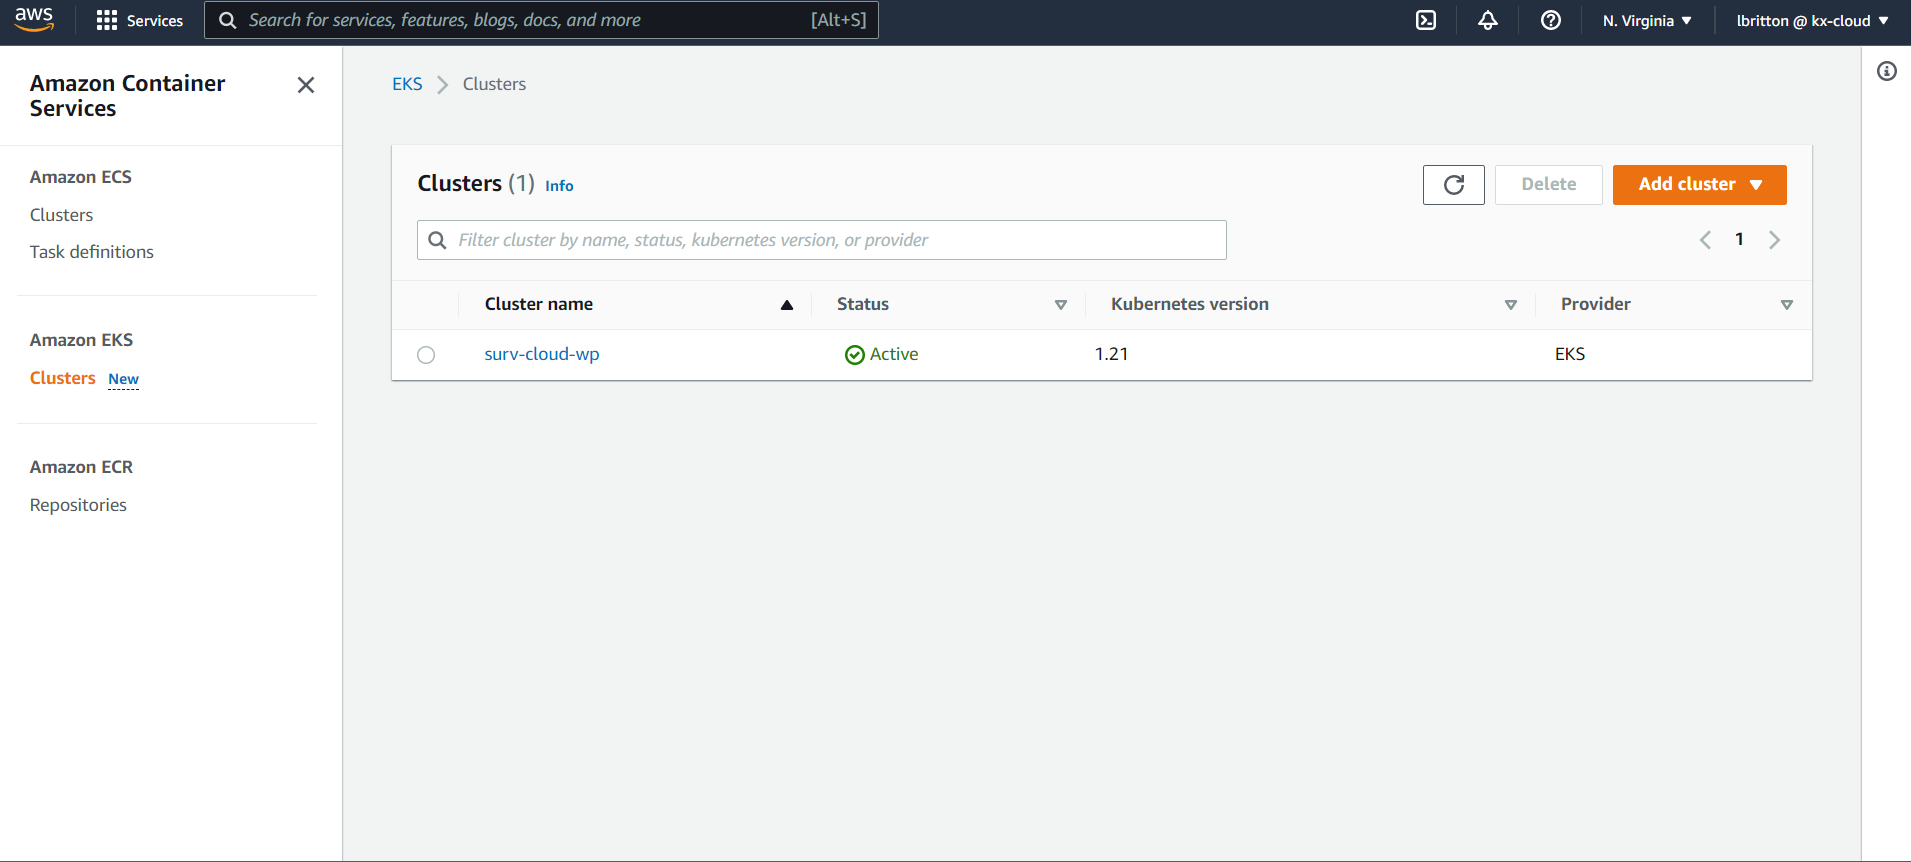 aws
Services
Search for services, features, blogs, docs, and more
[Alt+S]
N. Virginia
lbritton @ kx-cloud
Amazon Container
Services
Amazon ECS
Clusters
Task definitions
Amazon EKS
Clusters New
Amazon ECR
Repositories
EKS Clusters
Clusters (1) Info
Delete
Add cluster
Filter cluster by name, status, kubernetes version, or provider
1
Cluster name Status Kubernetes version Provider
surv-cloud-wp Active 1.21 EKS